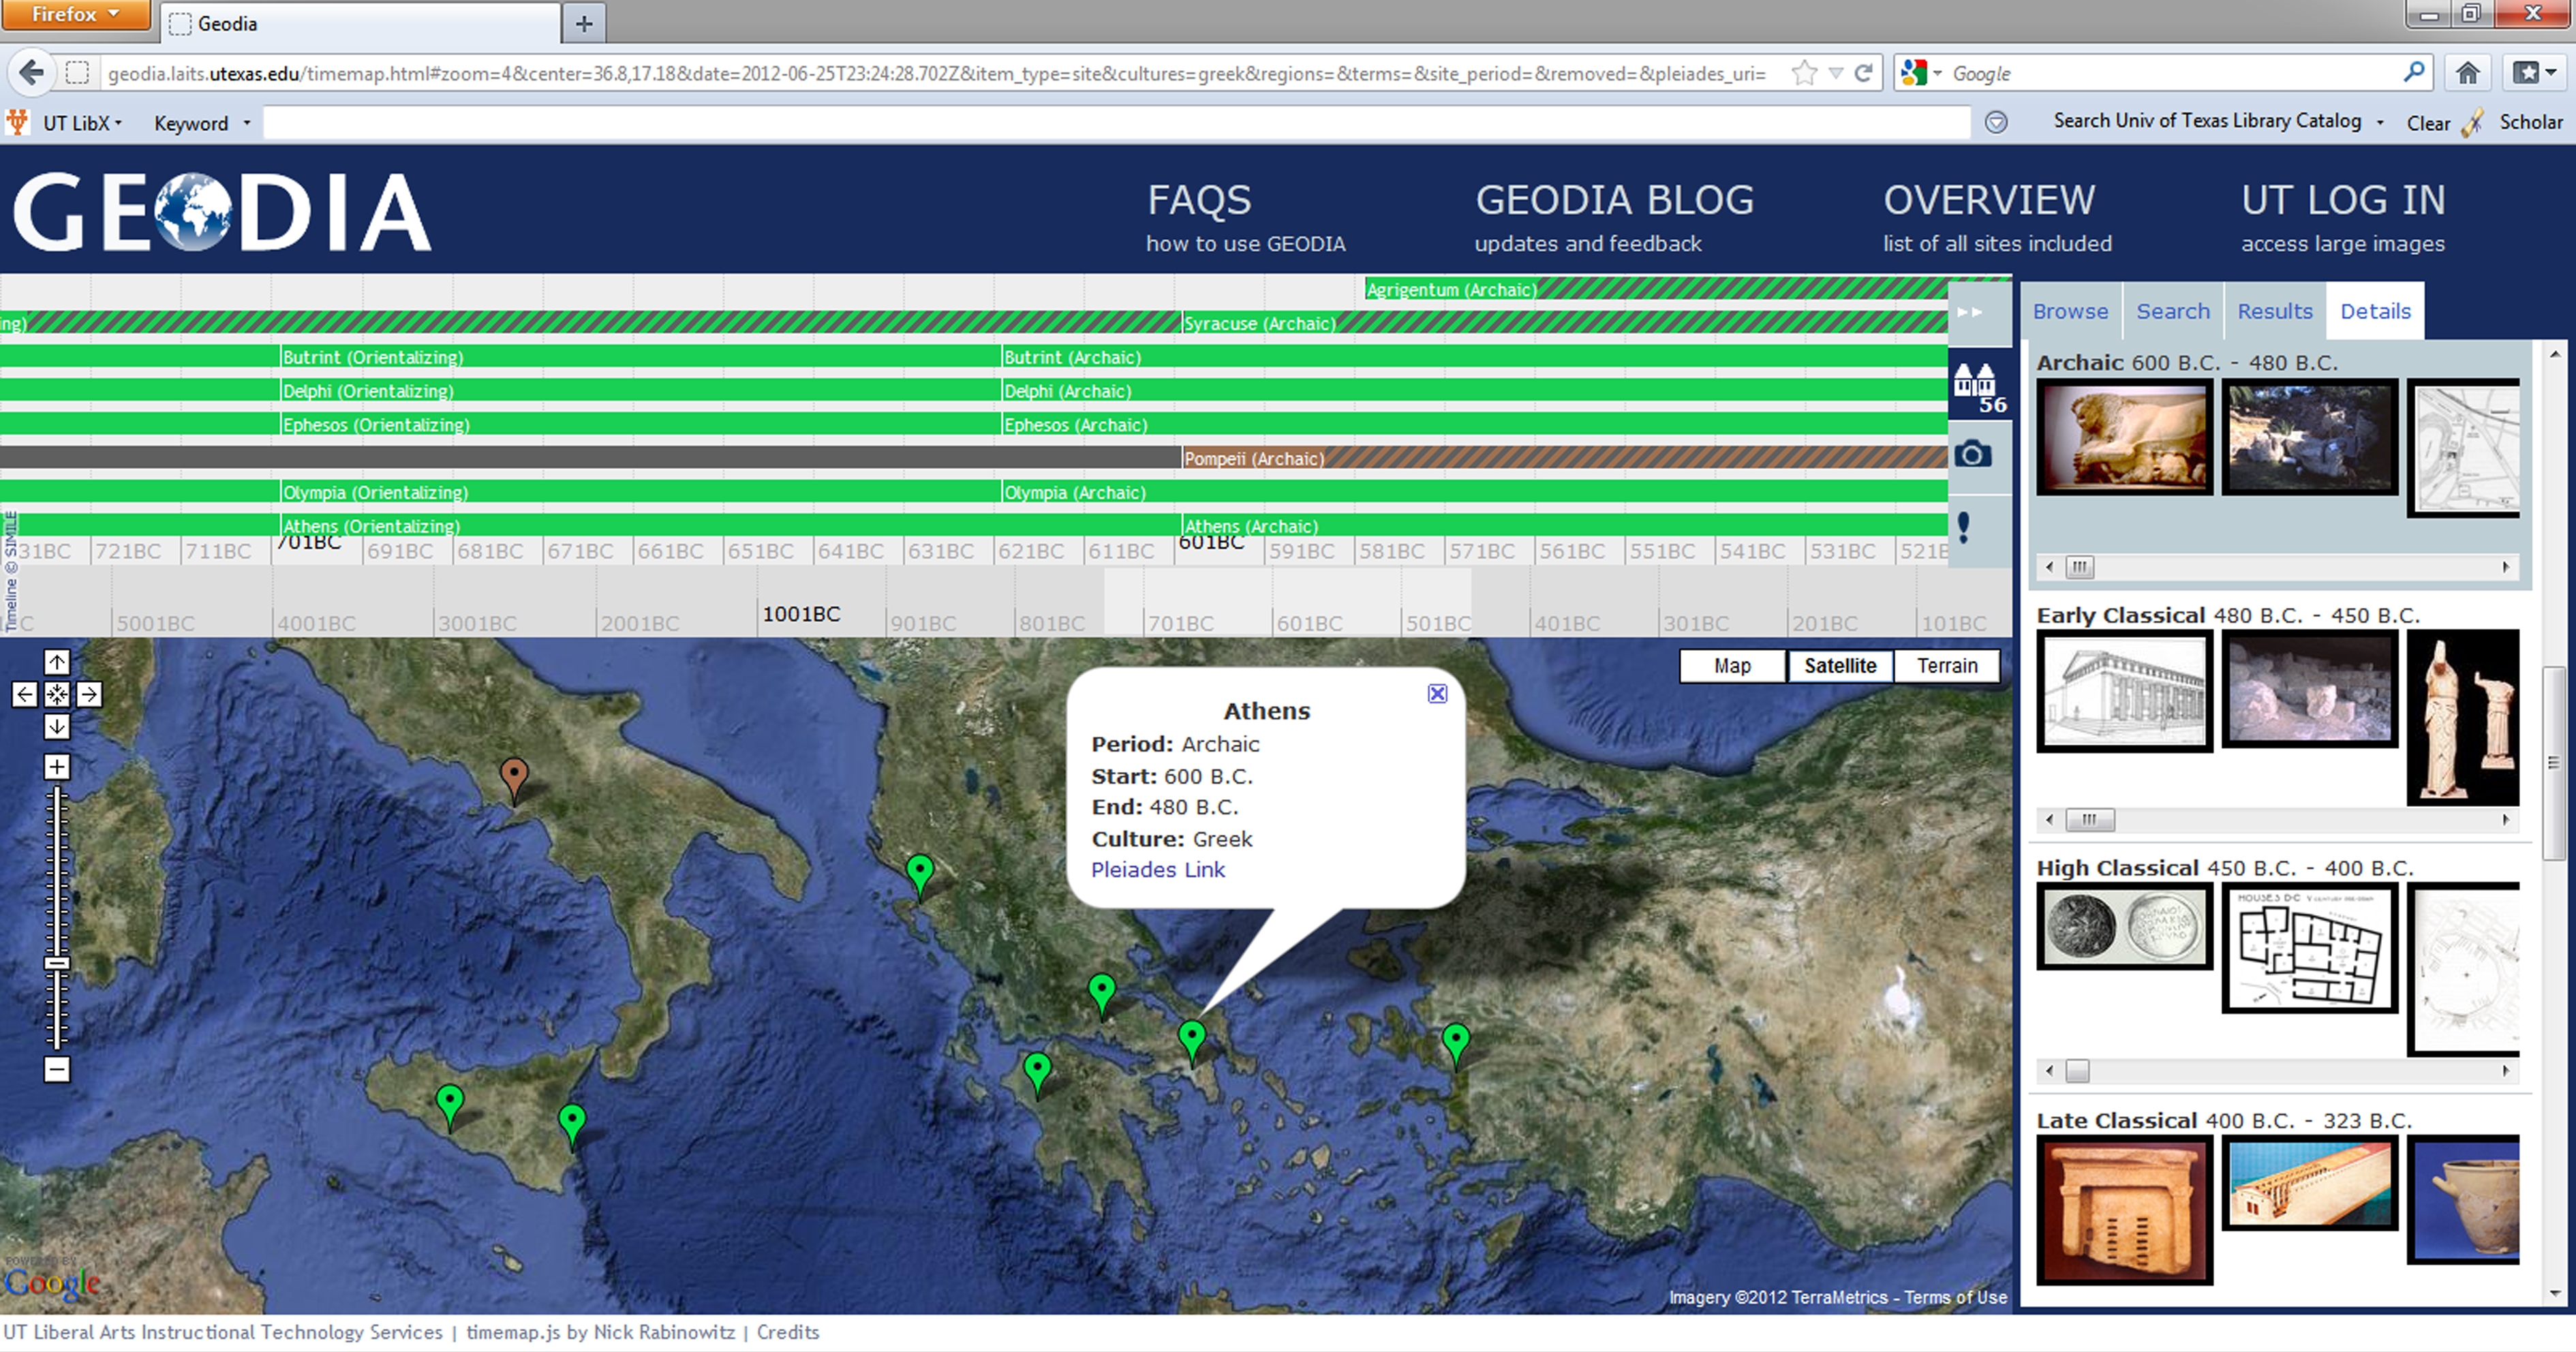 Firefox
Geodia
geodia.laits.utexas.edu/timemap.html#zoom=4&center=36.8,17.18&date=2012-06-25T23:24:28.702Z&item_type=site&cultures=greek&regions=&terms=&site_period=&removed=&pleiades_uri=
Google
UT LibX
Keyword
Search Univ of Texas Library Catalog
Clear
Scholar
GEODIA
FAQS
how to use GEODIA
GEODIA BLOG
updates and feedback
OVERVIEW
list of all sites included
UT LOG IN
access large images
Agrigentum (Archaic)
ing)
Syracuse (Archaic)
Butrint (Orientalizing)
Butrint (Archaic)
Delphi (Orientalizing)
Delphi (Archaic)
Ephesos (Orientalizing)
Ephesos (Archaic)
Pompeii (Archaic)
Olympia (Orientalizing)
Olympia (Archaic)
Athens (Orientalizing)
Athens (Archaic)
56
31BC 721BC 711BC 701BC 691BC 681BC 671BC 661BC 651BC 641BC 631BC 621BC 611BC 601BC 591BC 581BC 571BC 561BC 551BC 541BC 531BC 521B
C 5001BC 4001BC 3001BC 2001BC 1001BC 901BC 801BC 701BC 601BC 501BC 401BC 301BC 201BC 101BC
Timeline © SIMILE
Map
Satellite
Terrain
Athens
Period: Archaic
Start: 600 B.C.
End: 480 B.C.
Culture: Greek
Pleiades Link
POWERED BY
Google
Imagery ©2012 TerraMetrics - Terms of Use
Browse
Search
Results
Details
Archaic 600 B.C. - 480 B.C.
Early Classical 480 B.C. - 450 B.C.
High Classical 450 B.C. - 400 B.C.
HOUSES D·C V CENTURY
Late Classical 400 B.C. - 323 B.C.
UT Liberal Arts Instructional Technology Services | timemap.js by Nick Rabinowitz | Credits